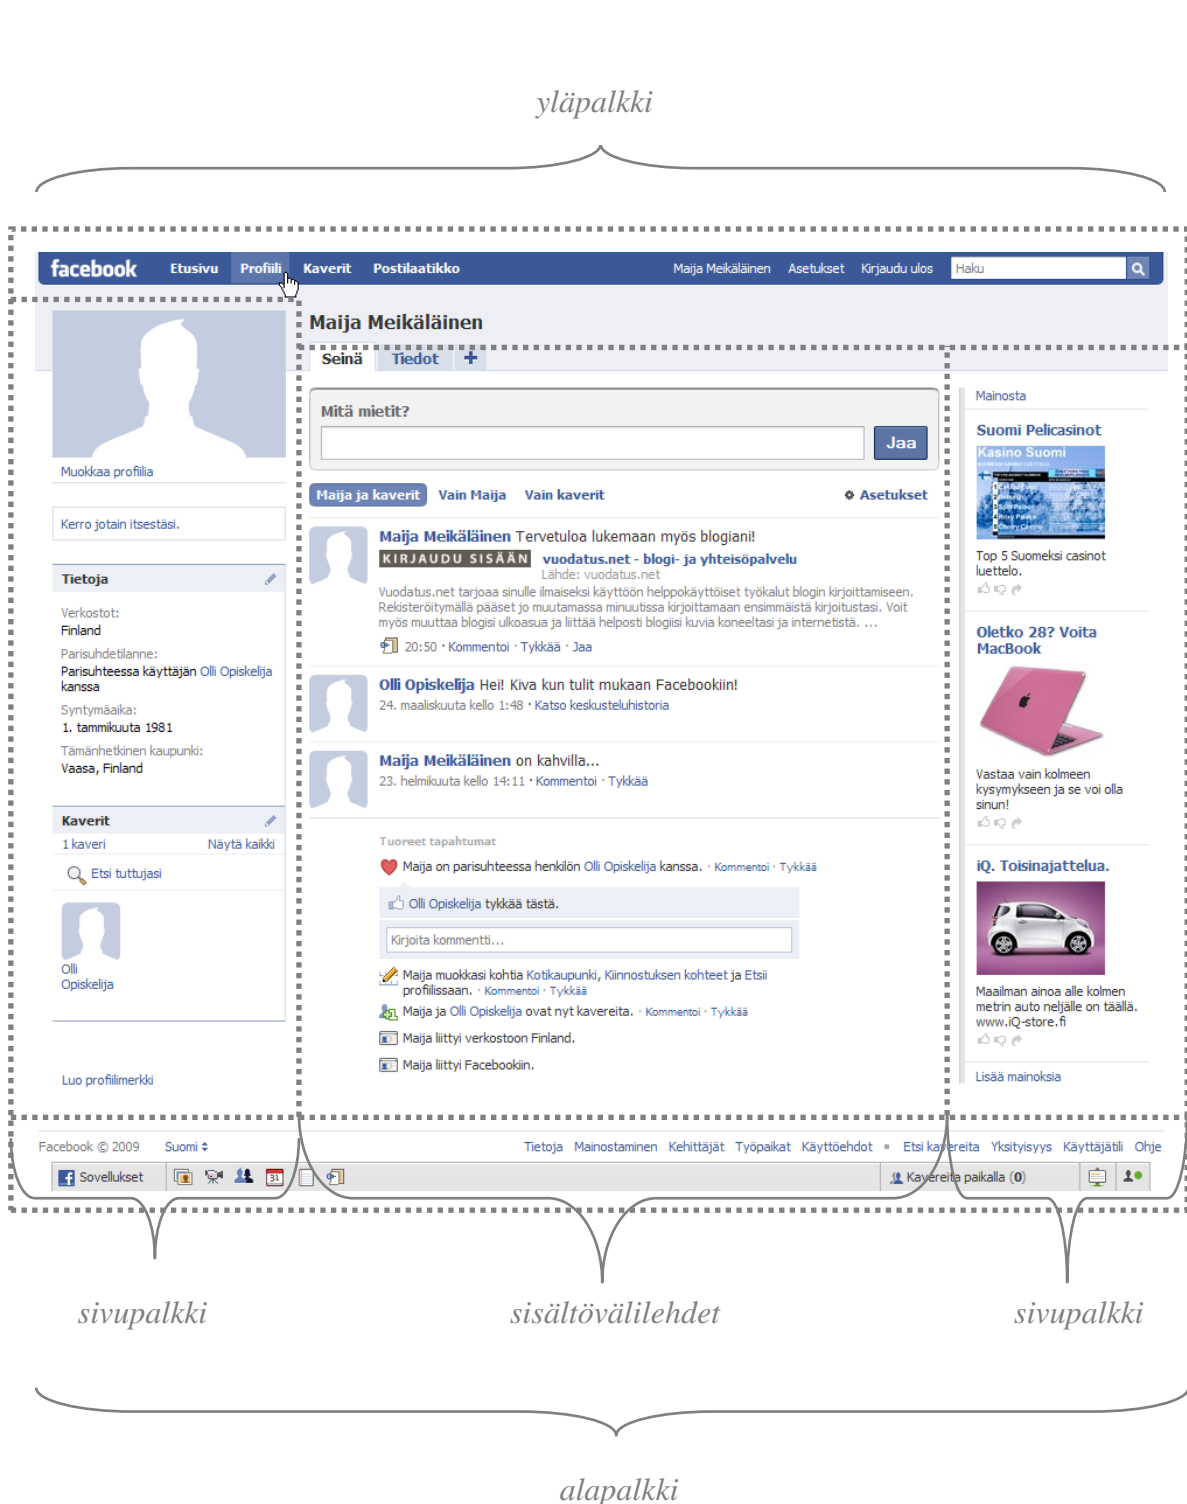 yläpalkki
facebook Etusivu Profiili Kaverit Postilaatikko Maija Meikäläinen Asetukset Kirjaudu ulos Haku
Maija Meikäläinen
Seinä Tiedot +
Muokkaa profiilia
Kerro jotain itsestäsi.
Tietoja
Verkostot:
Finland
Parisuhdetilanne:
Parisuhteessa käyttäjän Olli Opiskelija
kanssa
Syntymäaika:
1. tammikuuta 1981
Tämänhetkinen kaupunki:
Vaasa, Finland
Kaverit
1 kaveri Näytä kaikki
Etsi tuttujasi
Olli
Opiskelija
Luo profiilimerkki
Mitä mietit?
Jaa
Maija ja kaverit Vain Maija Vain kaverit Asetukset
Maija Meikäläinen Tervetuloa lukemaan myös blogiani!
KIRJAUDU SISÄÄN vuodatus.net - blogi- ja yhteisöpalvelu
Lähde: vuodatus.net
Vuodatus.net tarjoaa sinulle ilmaiseksi käyttöön helppokäyttöiset työkalut blogin kirjoittamiseen.
Rekisteröitymällä pääset jo muutamassa minuutissa kirjoittamaan ensimmäistä kirjoitustasi. Voit
myös muuttaa blogisi ulkoasua ja liittää helposti blogiisi kuvia koneeltasi ja internetistä. ...
20:50 · Kommentoi · Tykkää · Jaa
Olli Opiskelija Hei! Kiva kun tulit mukaan Facebookiin!
24. maaliskuuta kello 1:48 · Katso keskusteluhistoria
Maija Meikäläinen on kahvilla...
23. helmikuuta kello 14:11 · Kommentoi · Tykkää
Tuoreet tapahtumat
Maija on parisuhteessa henkilön Olli Opiskelija kanssa. · Kommentoi · Tykkää
Olli Opiskelija tykkää tästä.
Kirjoita kommentti...
Maija muokkasi kohtia Kotikaupunki, Kiinnostuksen kohteet ja Etsii
profiilissaan. · Kommentoi · Tykkää
Maija ja Olli Opiskelija ovat nyt kavereita. · Kommentoi · Tykkää
Maija liittyi verkostoon Finland.
Maija liittyi Facebookiin.
Mainosta
Suomi Pelicasinot
Kasino Suomi
Top 5 Suomeksi casinot
luettelo.
Oletko 28? Voita
MacBook
Vastaa vain kolmeen
kysymykseen ja se voi olla
sinun!
iQ. Toisinajattelua.
Maailman ainoa alle kolmen
metrin auto neljälle on täällä.
www.iQ-store.fi
Lisää mainoksia
Facebook © 2009 Suomi Tietoja Mainostaminen Kehittäjät Työpaikat Käyttöehdot Etsi kavereita Yksityisyys Käyttäjätili Ohje
Sovellukset 31 Kavereita paikalla (0)
sivupalkki sisältövälilehdet sivupalkki
alapalkki